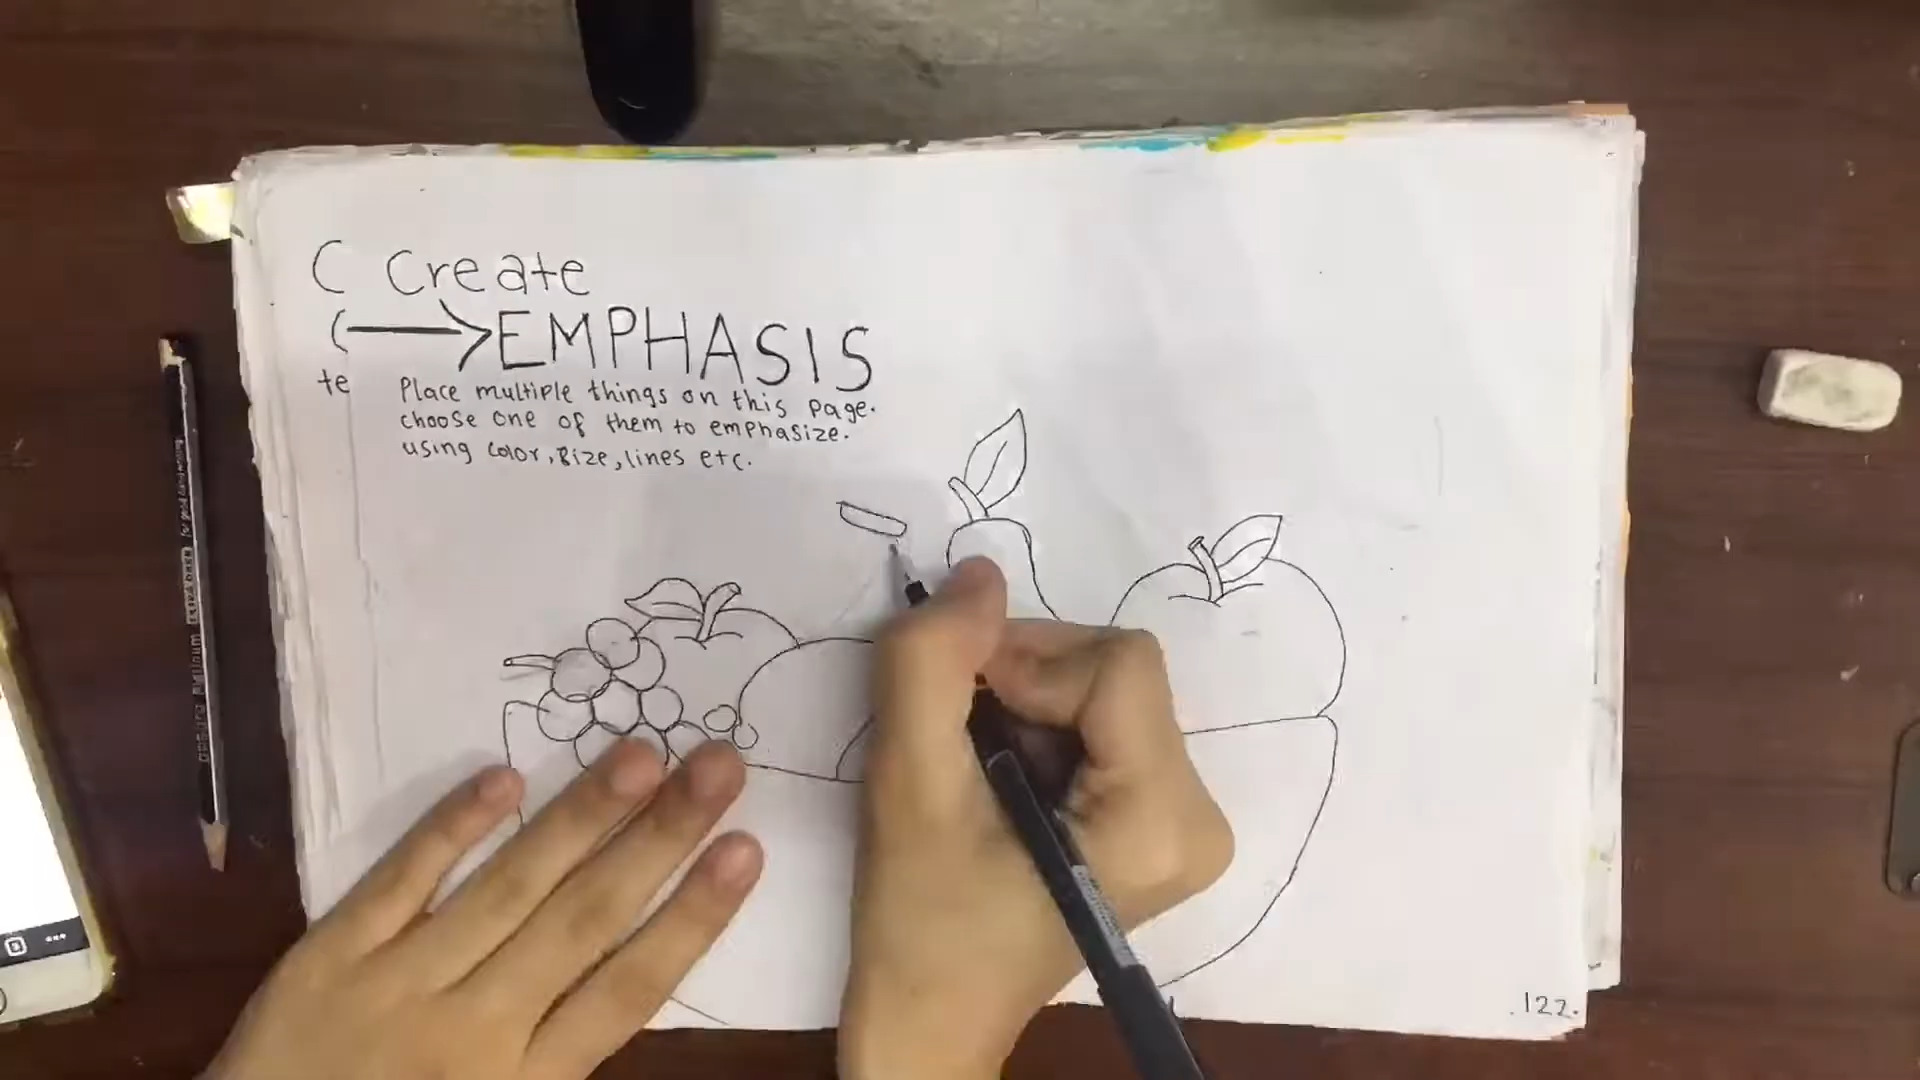 C Create
( EMPHASIS
te Place multiple things on this page.
choose one of them to emphasize.
using color, size, lines etc.
.122.